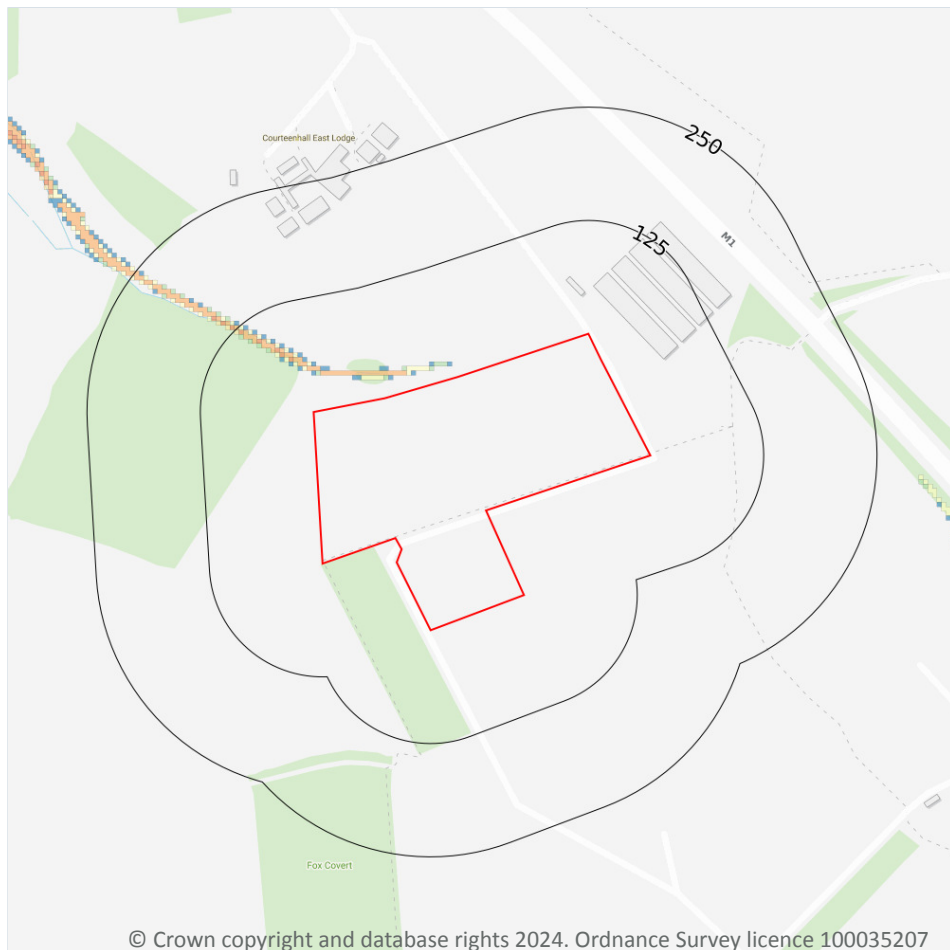 Courteenhall East Lodge
250
125
M1
Fox Covert
© Crown copyright and database rights 2024. Ordnance Survey licence 100035207